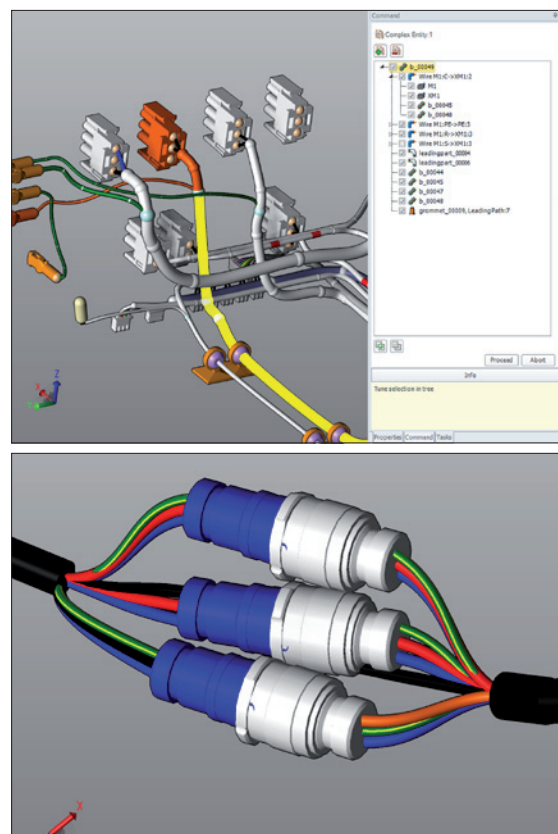 Command
Complex Entity 1
b_00049
Wire M1:C->XM1:2
M1
XM1
b_00045
b_00048
Wire M1:PE->PE:3
Wire M1:R->XM1:3
Wire M1:S->XM1:3
leadingpart_00004
leadingpart_00006
b_00044
b_00045
b_00047
b_00048
grommet_00009, LeadingPath:7
Proceed
Abort
Info
Tune selection in tree
Properties Command Tasks
Z
X
X